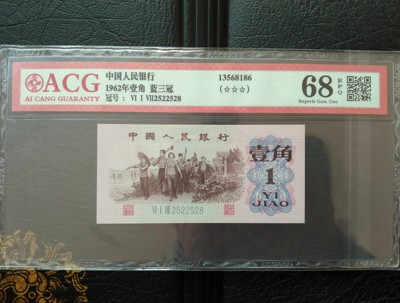 ACG
AI CANG GUARANTY
中国人民银行
1962年壹角 蓝三冠
冠号: VI I VII2522528
13568186
(☆☆☆)
68 EPQ
Superb Gem Unc
中国人民银行
壹角
1
YI
JIAO
VI I VII 2522528